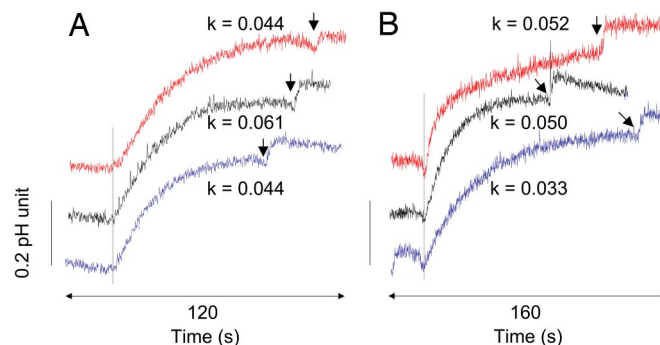 A
k = 0.044
k = 0.061
k = 0.044
0.2 pH unit
120
Time (s)
B
k = 0.052
k = 0.050
k = 0.033
160
Time (s)